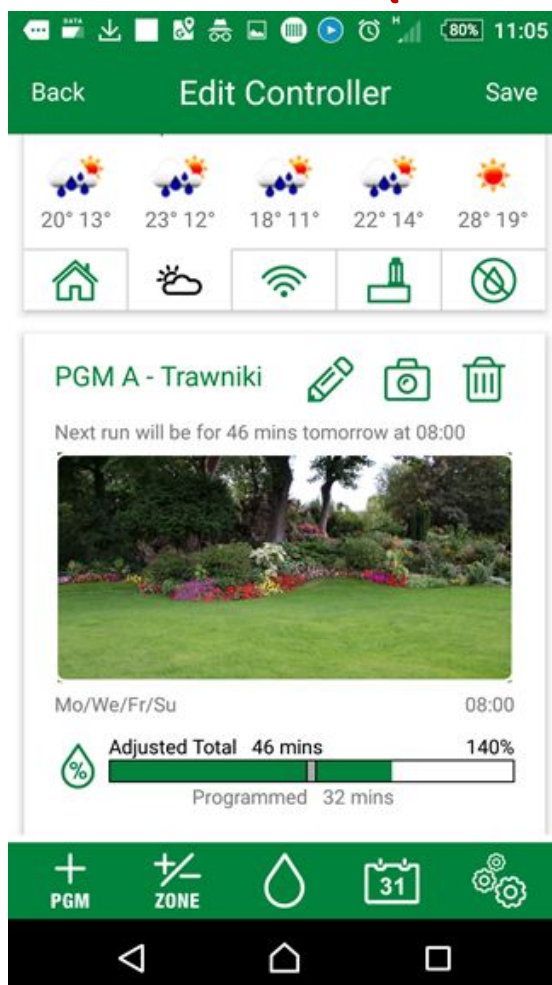 DATA H 80% 11:05
Back Edit Controller Save
20° 13° 23° 12° 18° 11° 22° 14° 28° 19°
PGM A - Trawniki
Next run will be for 46 mins tomorrow at 08:00
Mo/We/Fr/Su 08:00
% Adjusted Total 46 mins 140%
Programmed 32 mins
+ PGM +/- ZONE 31